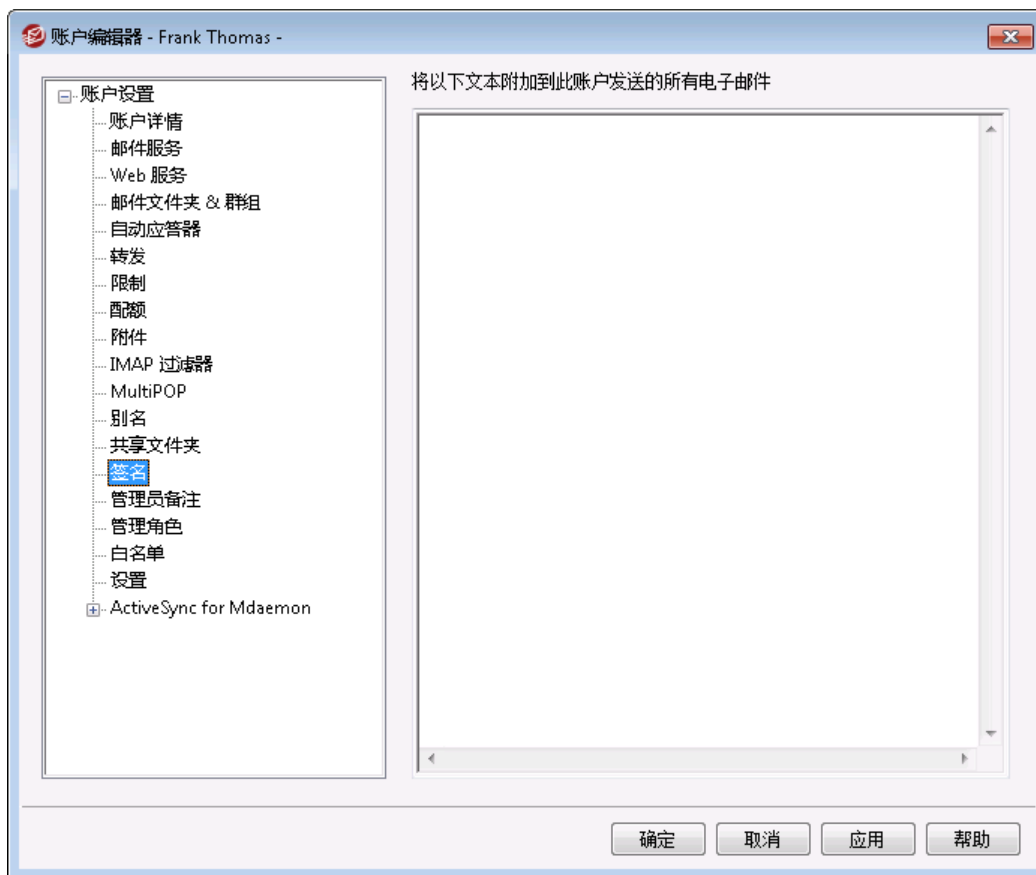 账户编辑器 - Frank Thomas -
账户设置
账户详情
邮件服务
Web 服务
邮件文件夹 & 群组
自动应答器
转发
限制
配额
附件
IMAP 过滤器
MultiPOP
别名
共享文件夹
签名
管理员备注
管理角色
白名单
设置
ActiveSync for Mdaemon
将以下文本附加到此账户发送的所有电子邮件
确定
取消
应用
帮助